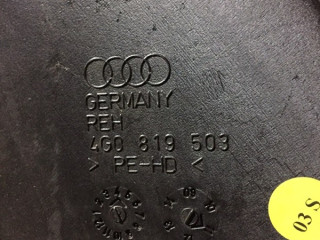 GERMANY
REH
4G0 819 503
> PE-HD <
03 S